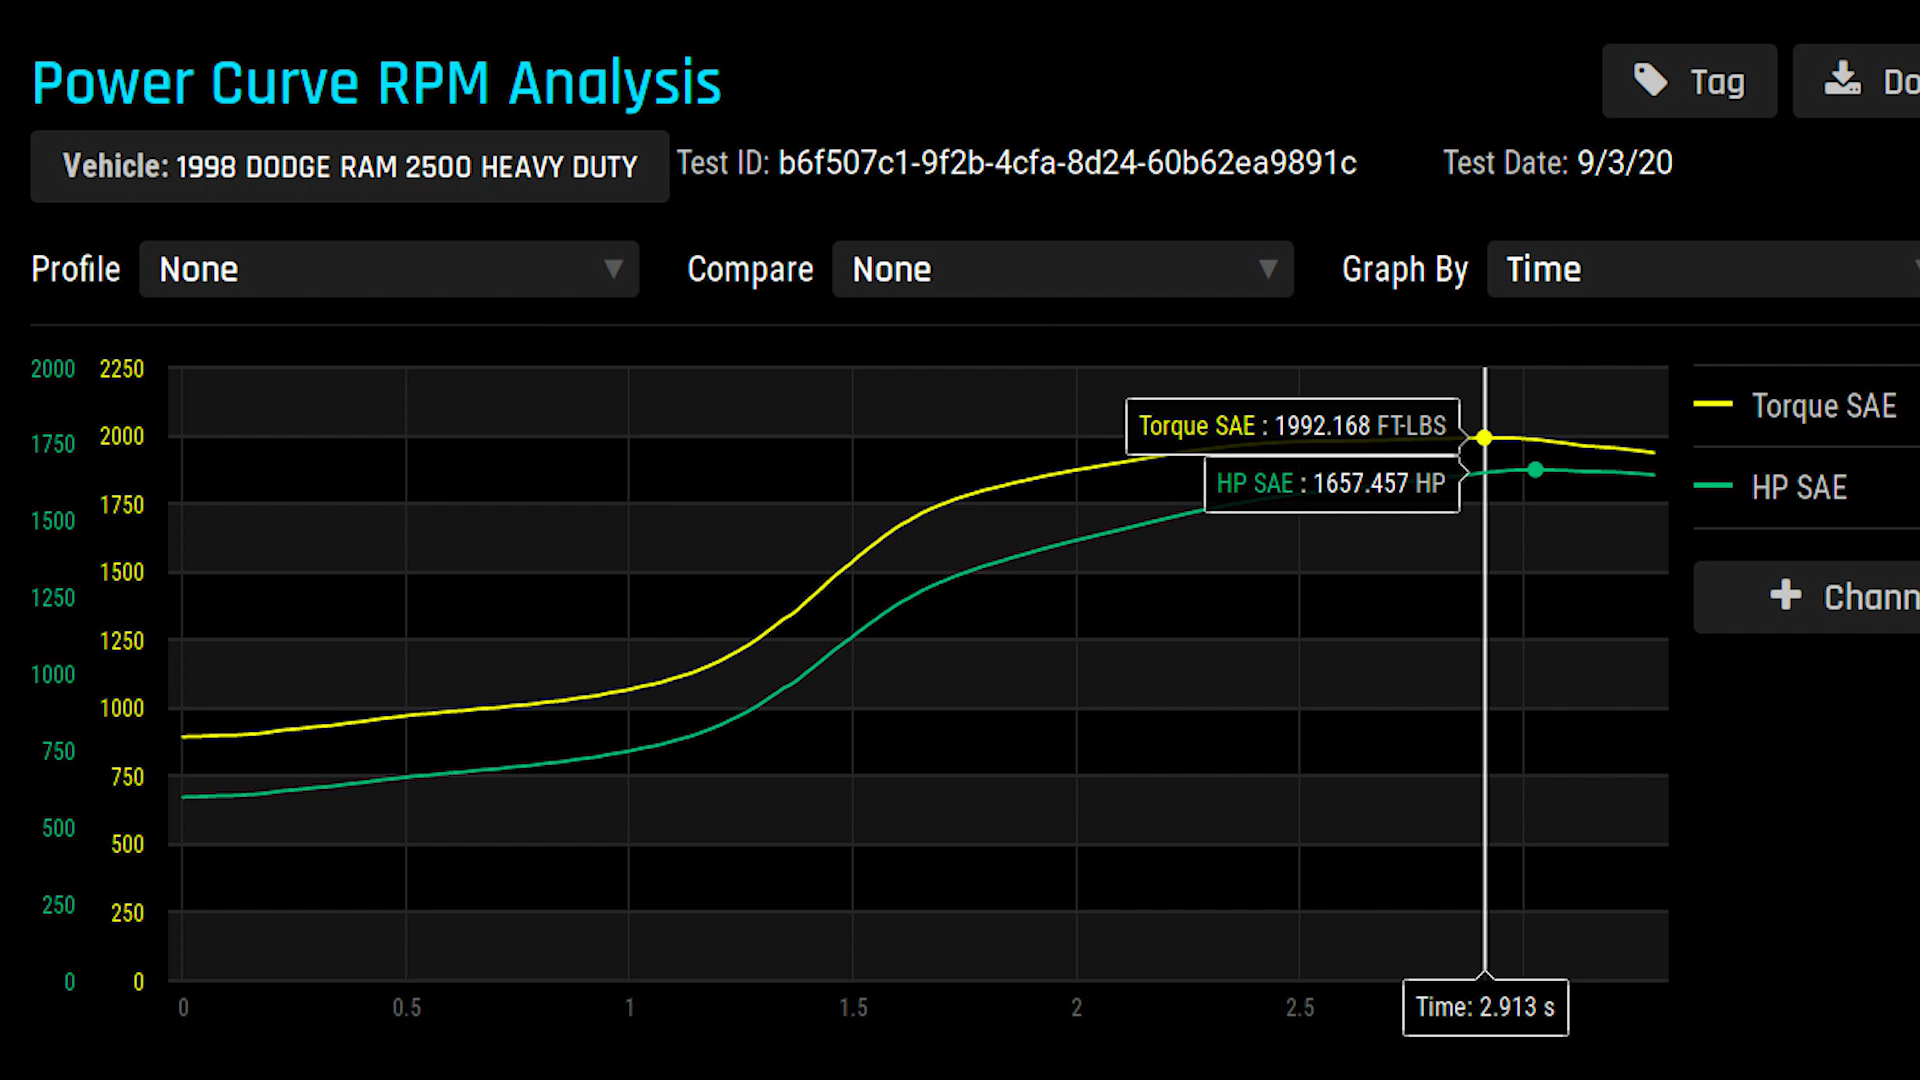 Power Curve RPM Analysis
Tag
Do
Vehicle: 1998 DODGE RAM 2500 HEAVY DUTY
Test ID: b6f507c1-9f2b-4cfa-8d24-60b62ea9891c
Test Date: 9/3/20
Profile None
Compare None
Graph By Time
2000 2250
2000
1750
1750
1500
1500
1250
1250
1000
1000
750
750
500
500
250
250
0 0
Torque SAE : 1992.168 FT-LBS
HP SAE : 1657.457 HP
Torque SAE
HP SAE
Chann
0 0.5 1 1.5 2 2.5
Time: 2.913 s